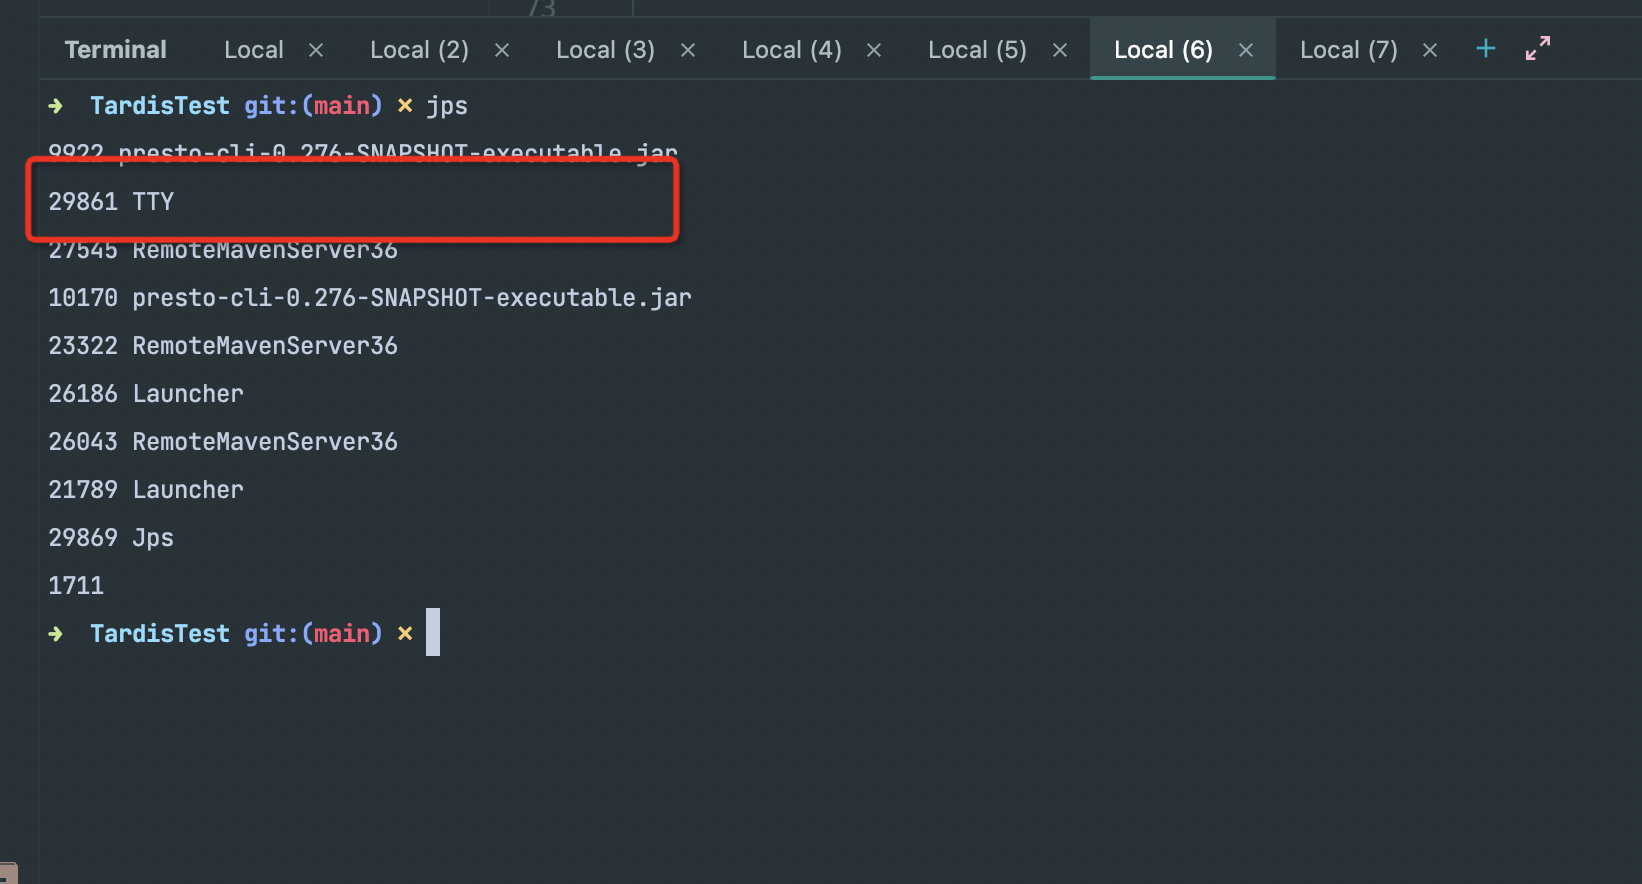 73
Terminal Local × Local (2) × Local (3) × Local (4) × Local (5) × Local (6) × Local (7) × +
➜ TardisTest git:(main) ✗ jps
9922 presto-cli-0.276-SNAPSHOT-executable.jar
29861 TTY
27545 RemoteMavenServer36
10170 presto-cli-0.276-SNAPSHOT-executable.jar
23322 RemoteMavenServer36
26186 Launcher
26043 RemoteMavenServer36
21789 Launcher
29869 Jps
1711
➜ TardisTest git:(main) ✗